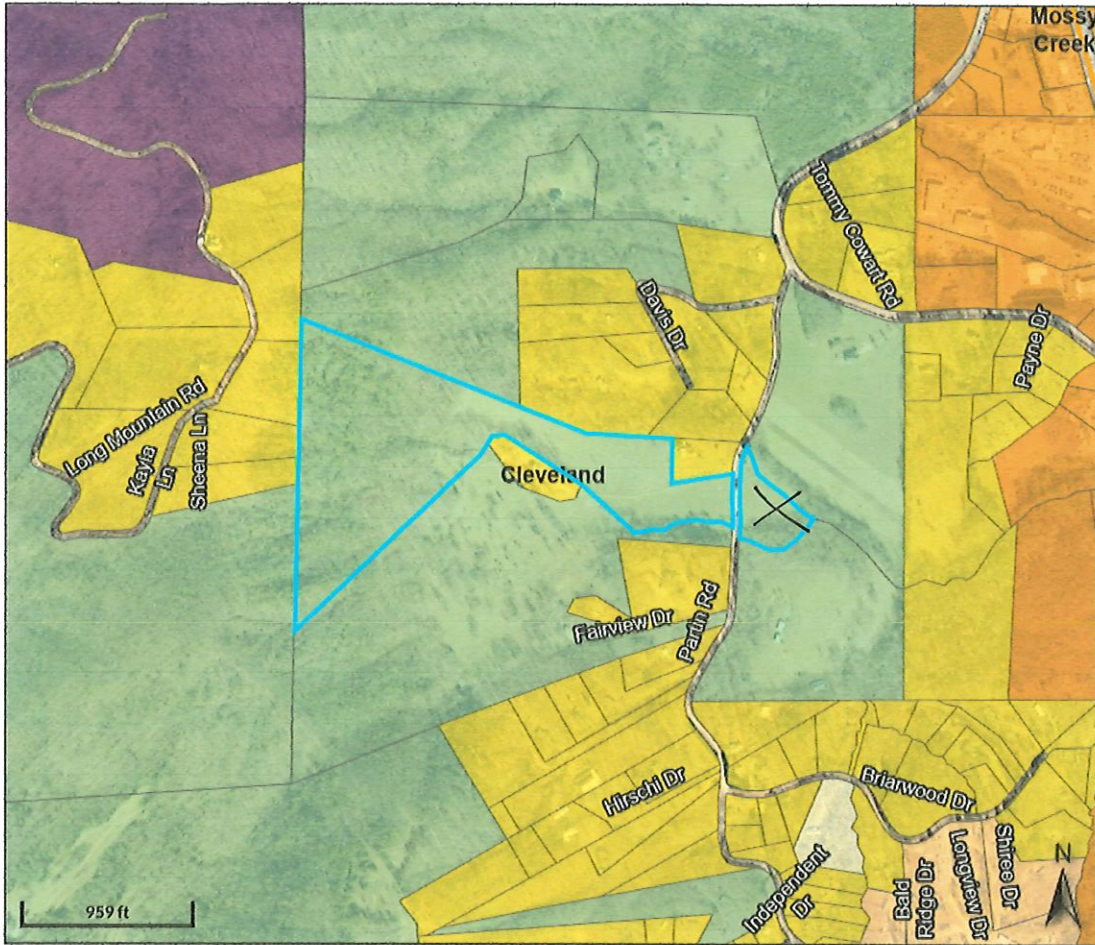 Mossy
Creek
Tommy Cowart Rd
Davis Dr
Payne Dr
Long Mountain Rd
Kayla
Ln
Sheena Ln
Cleveland
Fairview Dr
Partin Rd
Hirschi Dr
Briarwood Dr
Independent
Dr
Bald
Ridge Dr
Longview Dr
Shiree Dr
N
959 ft